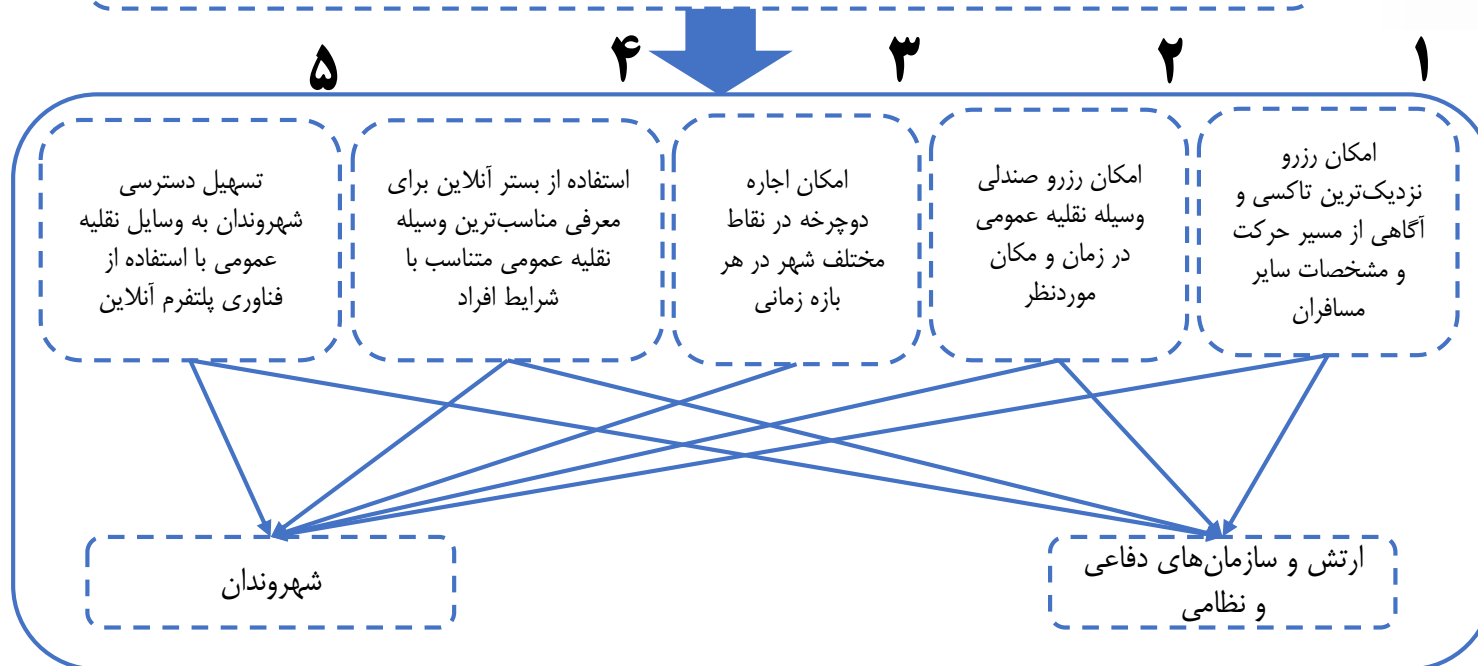 ۱
۲
۳
۴
۵
امکان رزرو
نزدیک‌ترین تاکسی و
آگاهی از مسیر حرکت
و مشخصات سایر
مسافران
امکان رزرو صندلی
وسیله نقلیه عمومی
در زمان و مکان
موردنظر
امکان اجاره
دوچرخه در نقاط
مختلف شهر در هر
بازه زمانی
استفاده از بستر آنلاین برای
معرفی مناسب‌ترین وسیله
نقلیه عمومی متناسب با
شرایط افراد
تسهیل دسترسی
شهروندان به وسایل نقلیه
عمومی با استفاده از
فناوری پلتفرم آنلاین
ارتش و سازمان‌های دفاعی
و نظامی
شهروندان